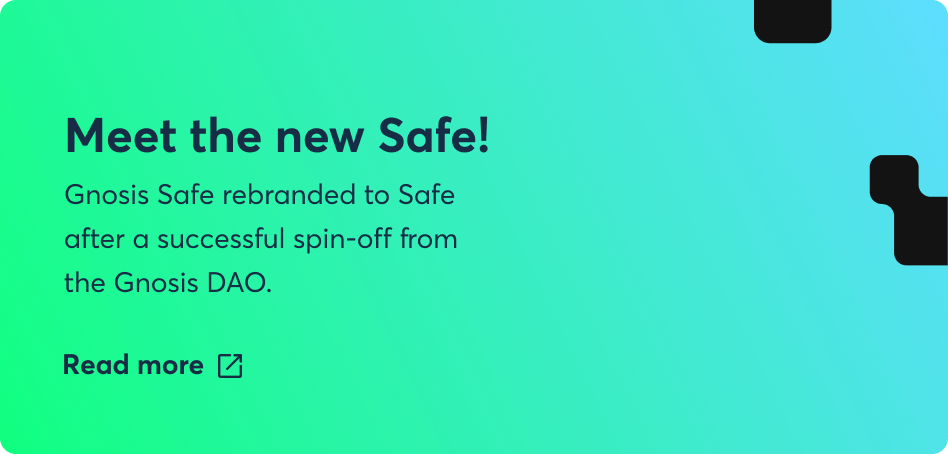 Meet the new Safe!
Gnosis Safe rebranded to Safe
after a successful spin-off from
the Gnosis DAO.
Read more